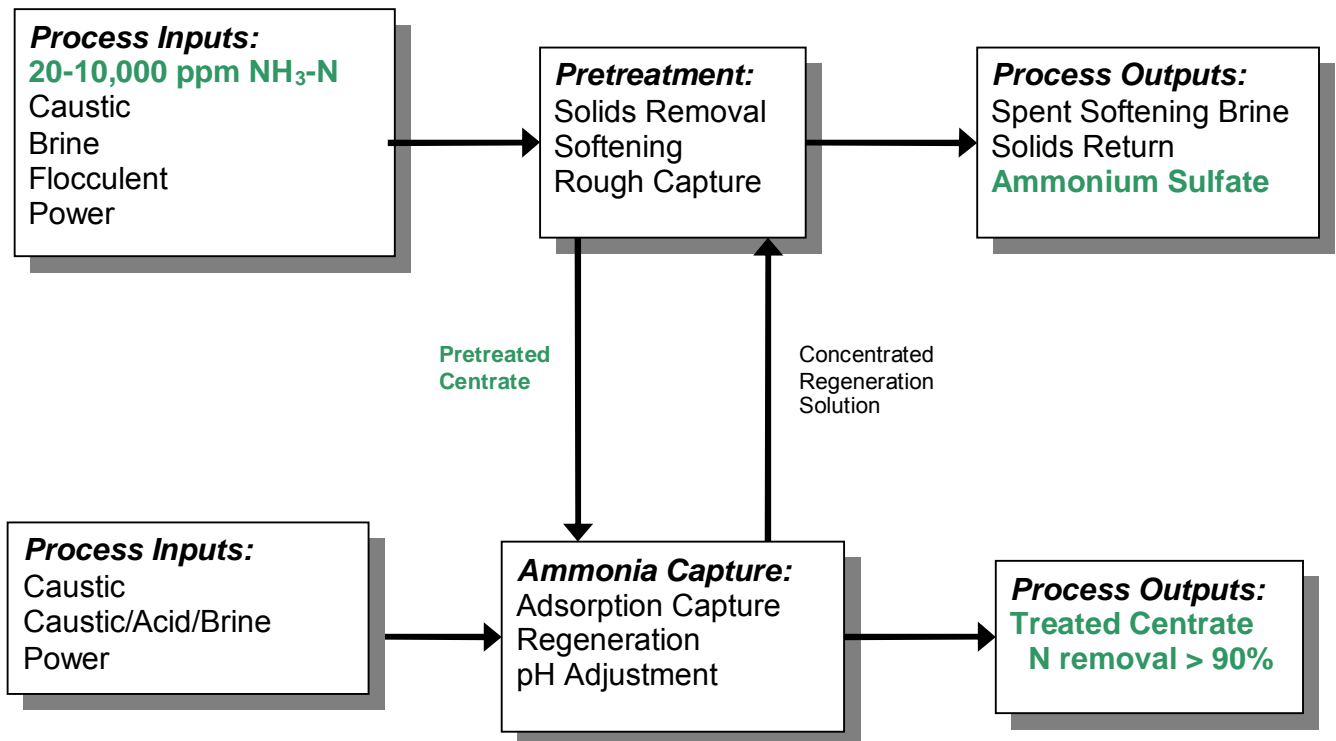 Process Inputs:
20-10,000 ppm NH₃-N
Caustic
Brine
Flocculent
Power
Pretreatment:
Solids Removal
Softening
Rough Capture
Process Outputs:
Spent Softening Brine
Solids Return
Ammonium Sulfate
Pretreated
Centrate
Concentrated
Regeneration
Solution
Process Inputs:
Caustic
Caustic/Acid/Brine
Power
Ammonia Capture:
Adsorption Capture
Regeneration
pH Adjustment
Process Outputs:
Treated Centrate
N removal > 90%